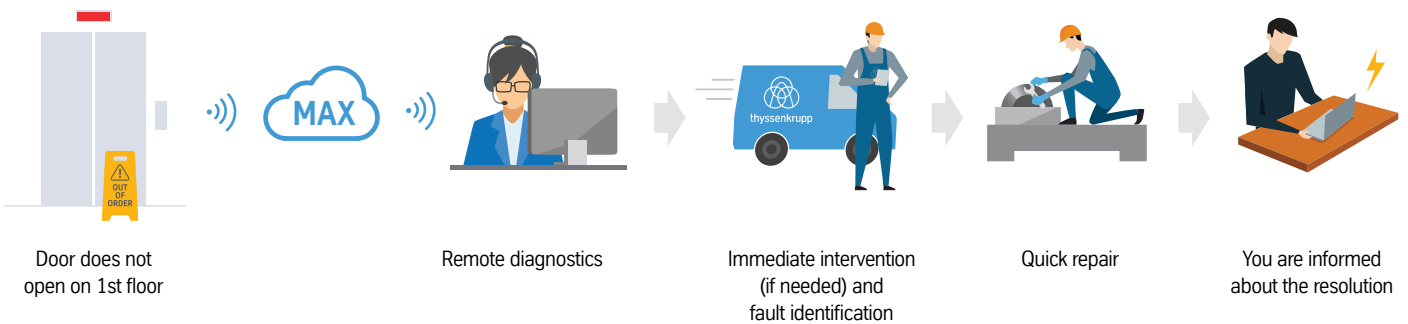 OUT
OF
ORDER
MAX
thyssenkrupp
Door does not
open on 1st floor
Remote diagnostics
Immediate intervention
(if needed) and
fault identification
Quick repair
You are informed
about the resolution